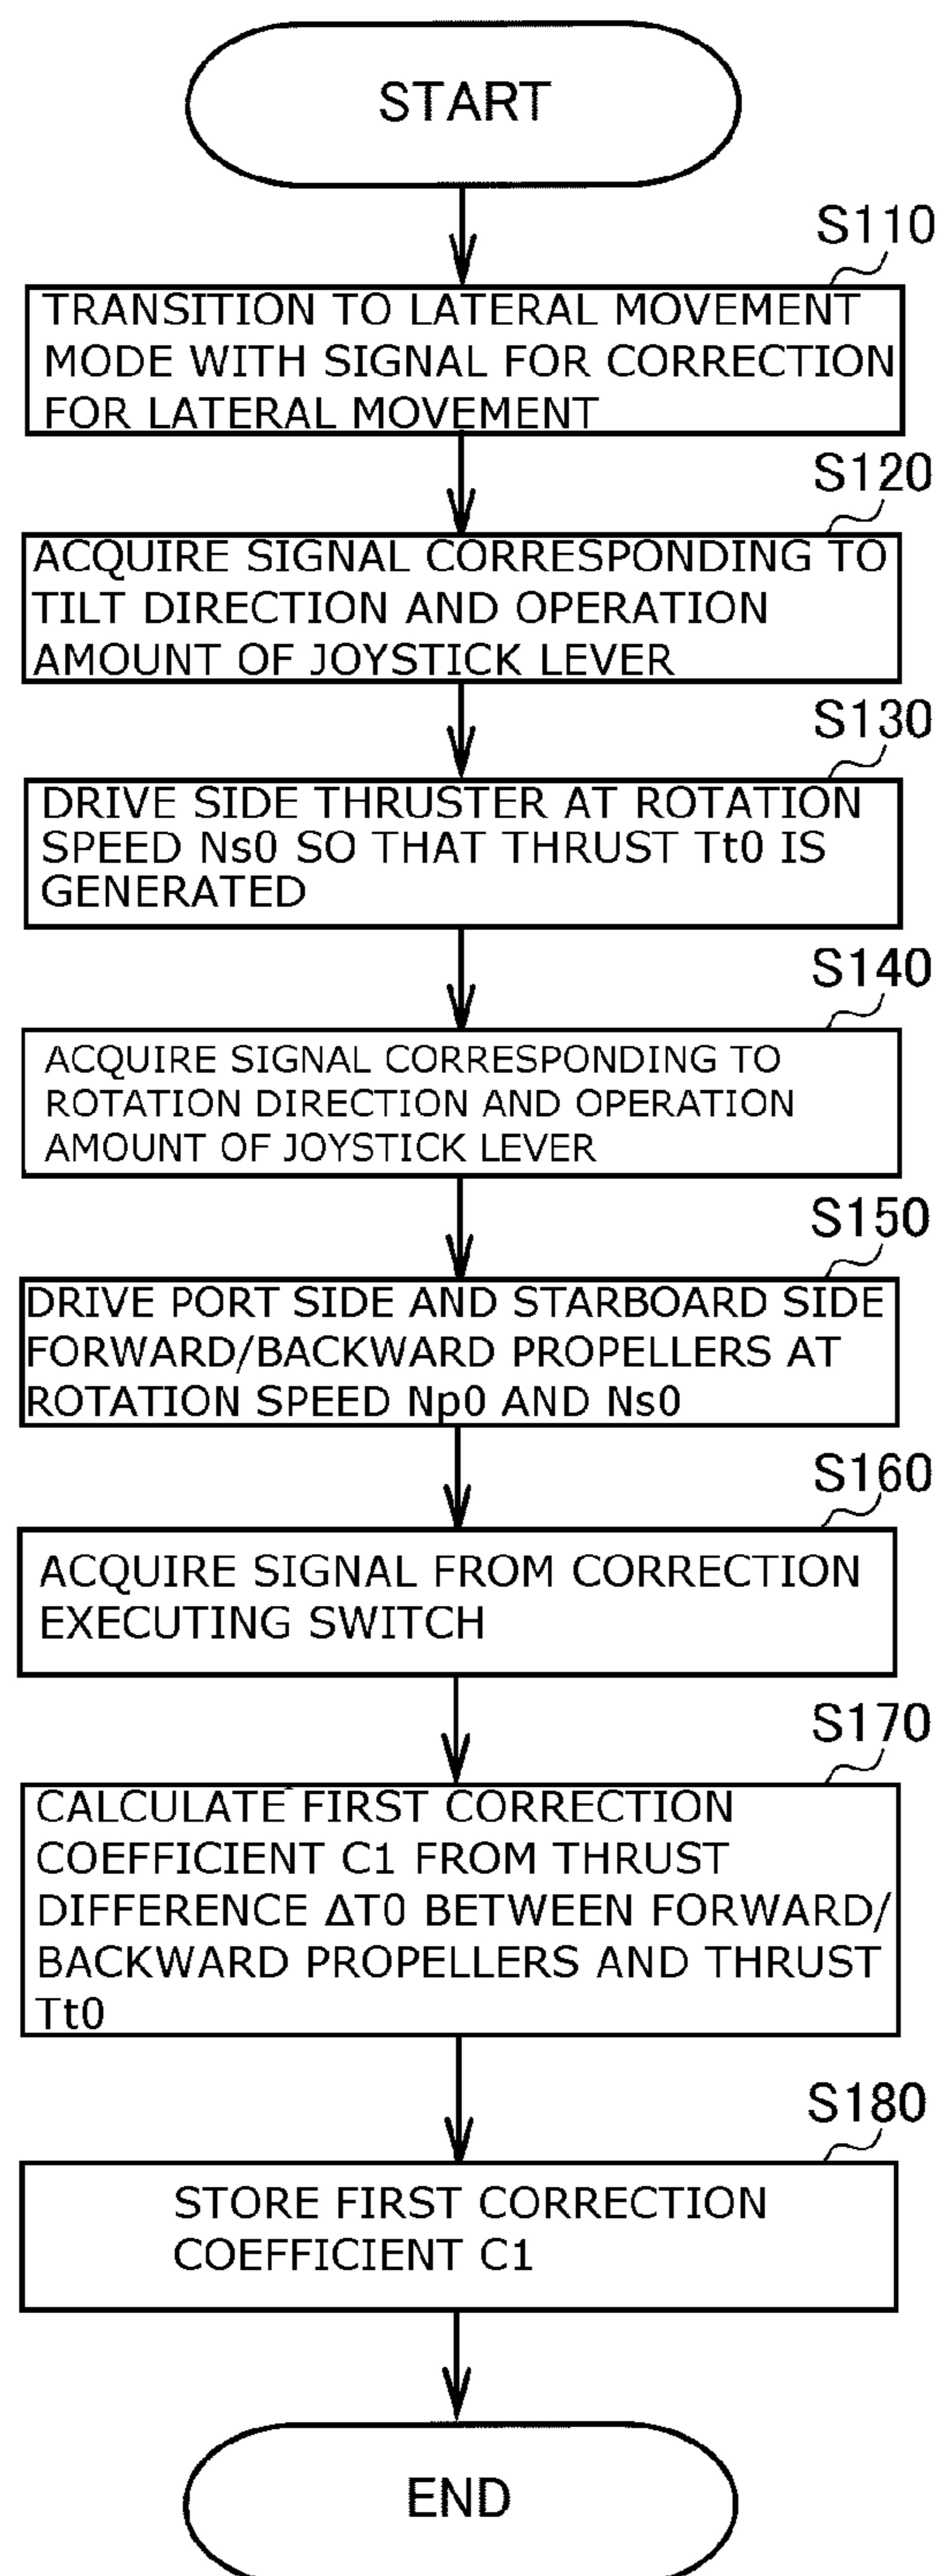 START
S110
TRANSITION TO LATERAL MOVEMENT
MODE WITH SIGNAL FOR CORRECTION
FOR LATERAL MOVEMENT
S120
ACQUIRE SIGNAL CORRESPONDING TO
TILT DIRECTION AND OPERATION
AMOUNT OF JOYSTICK LEVER
S130
DRIVE SIDE THRUSTER AT ROTATION
SPEED Ns0 SO THAT THRUST Tt0 IS
GENERATED
S140
ACQUIRE SIGNAL CORRESPONDING TO
ROTATION DIRECTION AND OPERATION
AMOUNT OF JOYSTICK LEVER
S150
DRIVE PORT SIDE AND STARBOARD SIDE
FORWARD/BACKWARD PROPELLERS AT
ROTATION SPEED Np0 AND Ns0
S160
ACQUIRE SIGNAL FROM CORRECTION
EXECUTING SWITCH
S170
CALCULATE FIRST CORRECTION
COEFFICIENT C1 FROM THRUST
DIFFERENCE ΔT0 BETWEEN FORWARD/
BACKWARD PROPELLERS AND THRUST
Tt0
S180
STORE FIRST CORRECTION
COEFFICIENT C1
END